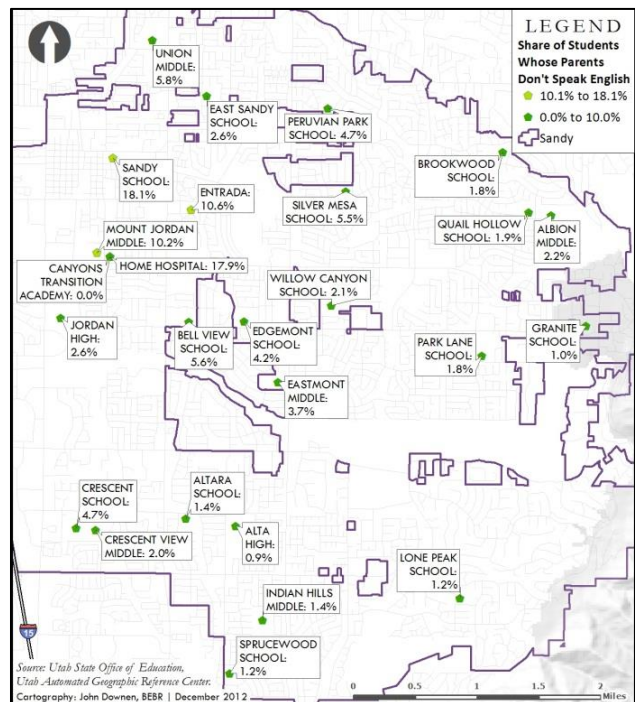 LEGEND
Share of Students
Whose Parents
Don't Speak English
10.1% to 18.1%
0.0% to 10.0%
Sandy
UNION
MIDDLE:
5.8%
EAST SANDY
SCHOOL:
2.6%
PERUVIAN PARK
SCHOOL: 4.7%
BROOKWOOD
SCHOOL:
1.8%
SANDY
SCHOOL:
18.1%
ENTRADA:
10.6%
SILVER MESA
SCHOOL: 5.5%
QUAIL HOLLOW
SCHOOL: 1.9%
ALBION
MIDDLE:
2.2%
MOUNT JORDAN
MIDDLE: 10.2%
CANYONS
TRANSITION
ACADEMY: 0.0%
HOME HOSPITAL: 17.9%
WILLOW CANYON
SCHOOL: 2.1%
JORDAN
HIGH:
2.6%
BELL VIEW
SCHOOL:
5.6%
EDGEMONT
SCHOOL:
4.2%
PARK LANE
SCHOOL:
1.8%
GRANITE
SCHOOL:
1.0%
EASTMONT
MIDDLE:
3.7%
CRESCENT
SCHOOL:
4.7%
ALTARA
SCHOOL:
1.4%
CRESCENT VIEW
MIDDLE: 2.0%
ALTA
HIGH:
0.9%
LONE PEAK
SCHOOL:
1.2%
INDIAN HILLS
MIDDLE: 1.4%
15
SPRUCEWOOD
SCHOOL:
1.2%
Source: Utah State Office of Education,
Utah Automated Geographic Reference Center.
Cartography: John Downen, BEBR | December 2012
0 0.5 1 1.5 2
Miles